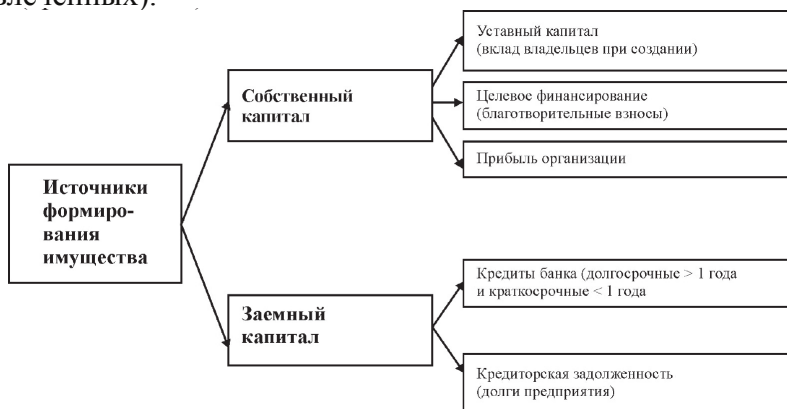 Уставный капитал
(вклад владельцев при создании)
Собственный
капитал
Целевое финансирование
(благотворительные взносы)
Прибыль организации
Источники
формиро-
вания
имущества
Кредиты банка (долгосрочные > 1 года
и краткосрочные < 1 года
Заемный
капитал
Кредиторская задолженность
(долги предприятия)